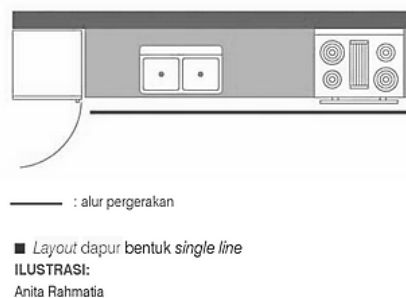 : alur pergerakan
■ Layout dapur bentuk single line
ILUSTRASI:
Anita Rahmatia